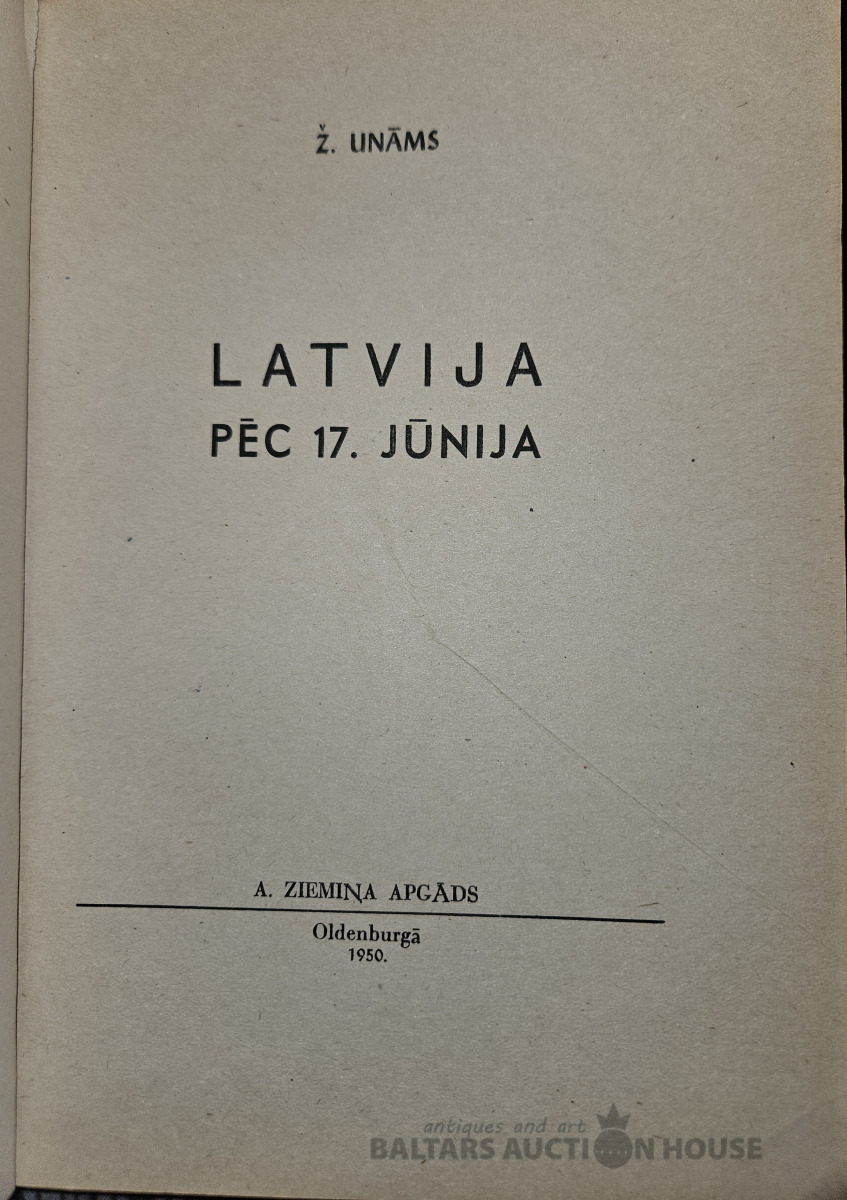 Ž. UNĀMS
LATVIJA
PĒC 17. JŪNIJA
A. ZIEMIŅA APGĀDS
Oldenburgā
1950.
antiques and art
BALTARS AUCTION HOUSE